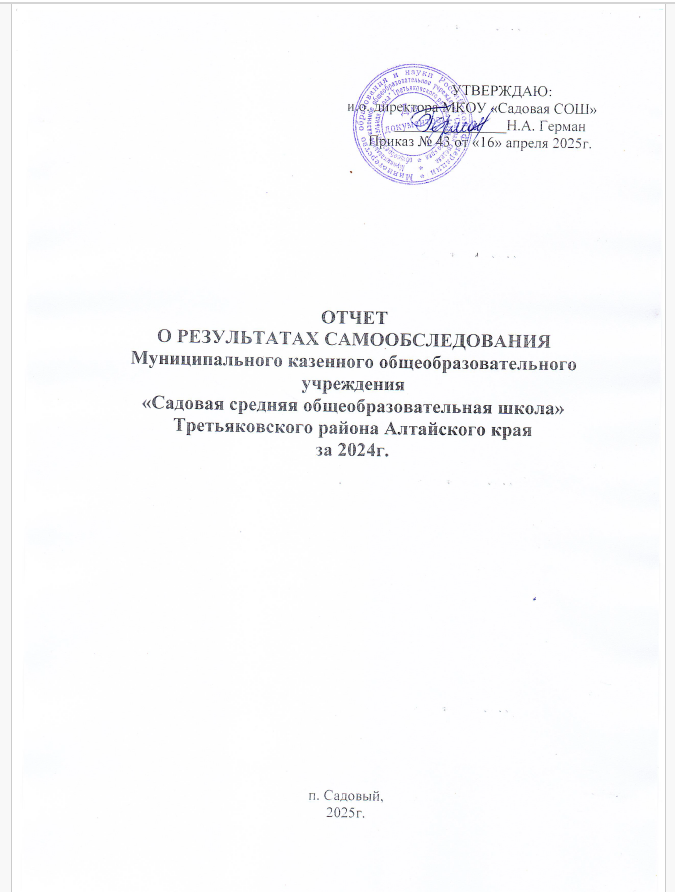 УТВЕРЖДАЮ:
и.о. директора МКОУ «Садовая СОШ»
Н.А. Герман
Приказ № 43 от «16» апреля 2025г.
ОТЧЕТ
О РЕЗУЛЬТАТАХ САМООБСЛЕДОВАНИЯ
Муниципального казенного общеобразовательного
учреждения
«Садовая средняя общеобразовательная школа»
Третьяковского района Алтайского края
за 2024г.
п. Садовый,
2025г.